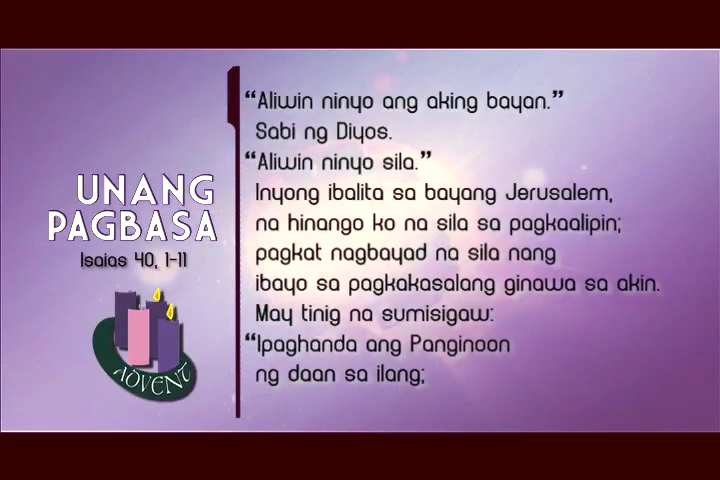 UNANG
PAGBASA
Isaias 40, 1-11
ADVENT
“Aliwin ninyo ang aking bayan.”
Sabi ng Diyos.
“Aliwin ninyo sila.”
Inyong ibalita sa bayang Jerusalem,
na hinango ko na sila sa pagkaalipin;
pagkat nagbayad na sila nang
ibayo sa pagkakasalang ginawa sa akin.
May tinig na sumisigaw:
“Ipaghanda ang Panginoon
ng daan sa ilang;